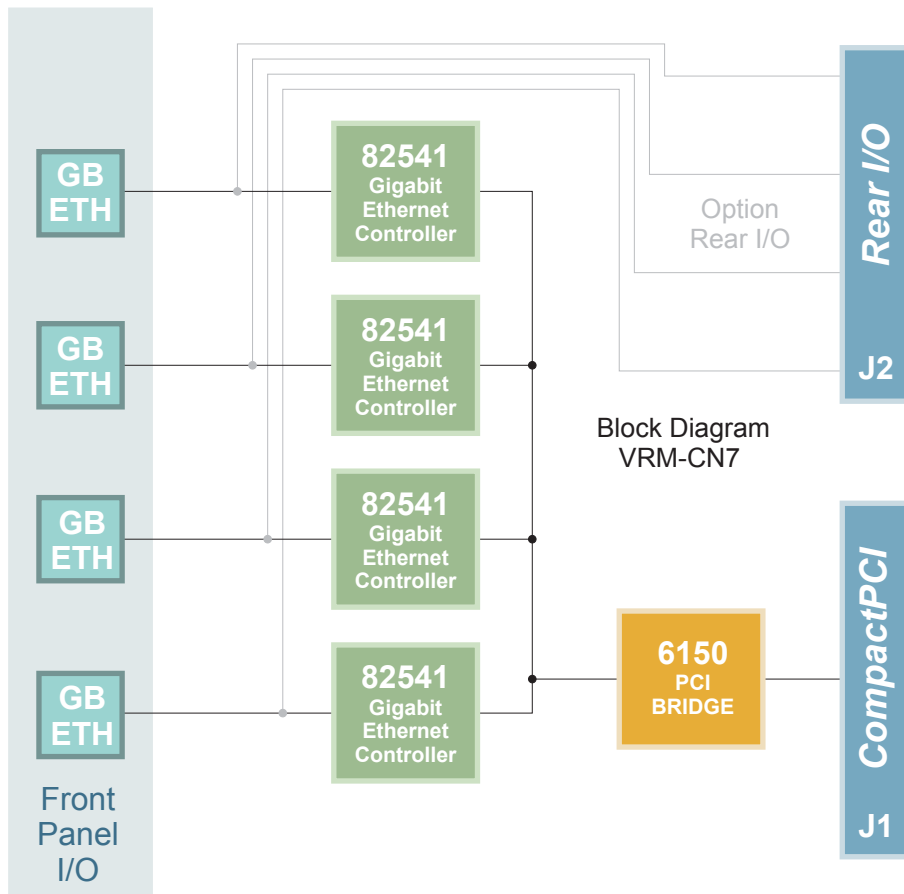 GB
ETH
82541
Gigabit
Ethernet
Controller
Option
Rear I/O
Rear I/O
J2
GB
ETH
82541
Gigabit
Ethernet
Controller
Block Diagram
VRM-CN7
GB
ETH
82541
Gigabit
Ethernet
Controller
6150
PCI
BRIDGE
CompactPCI
J1
GB
ETH
82541
Gigabit
Ethernet
Controller
Front
Panel
I/O